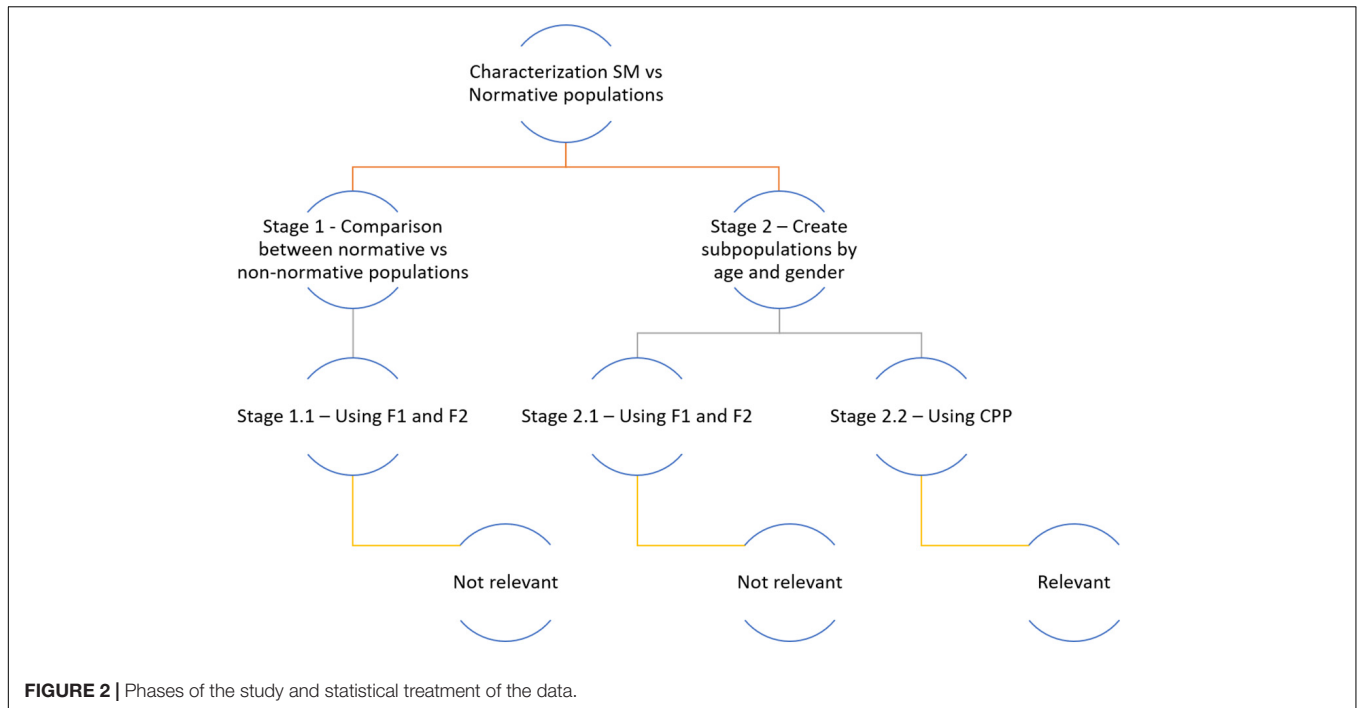 Characterization SM vs
Normative populations
Stage 1 - Comparison
between normative vs
non-normative populations
Stage 2 – Create
subpopulations by
age and gender
Stage 1.1 – Using F1 and F2
Stage 2.1 – Using F1 and F2
Stage 2.2 – Using CPP
Not relevant
Not relevant
Relevant
FIGURE 2 | Phases of the study and statistical treatment of the data.